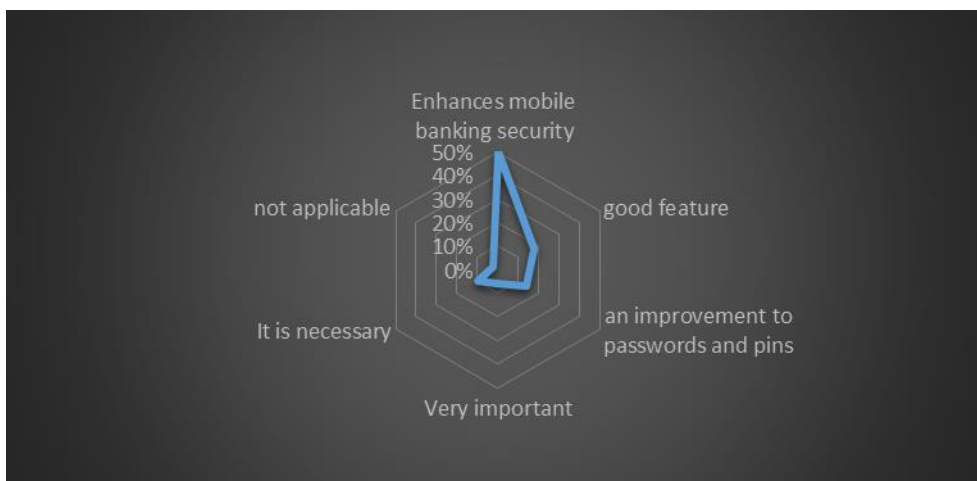 Enhances mobile
banking security
50%
40%
30%
20%
10%
0%
not applicable
good feature
It is necessary
an improvement to
passwords and pins
Very important